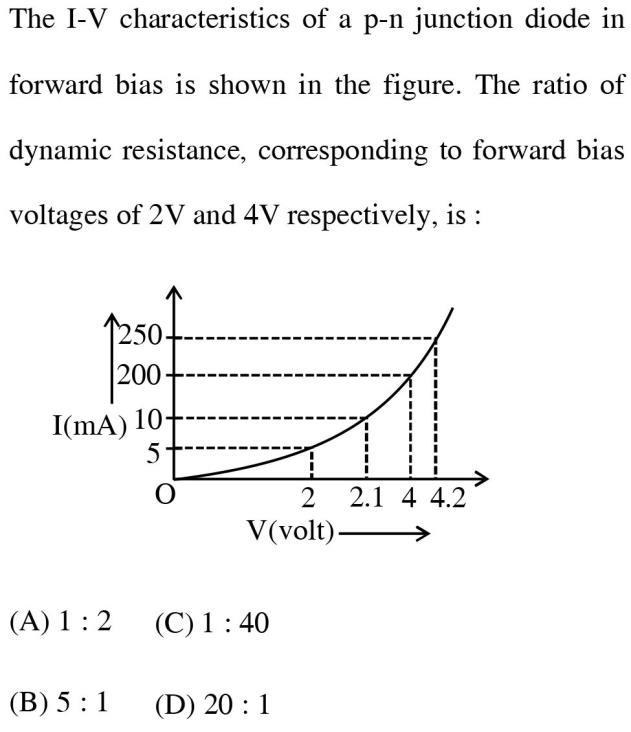 The I-V characteristics of a p-n junction diode in
forward bias is shown in the figure. The ratio of
dynamic resistance, corresponding to forward bias
voltages of 2V and 4V respectively, is :
250
200
I(mA) 10
5
O 2 2.1 4 4.2
V(volt)
(A) 1 : 2 (C) 1 : 40
(B) 5 : 1 (D) 20 : 1